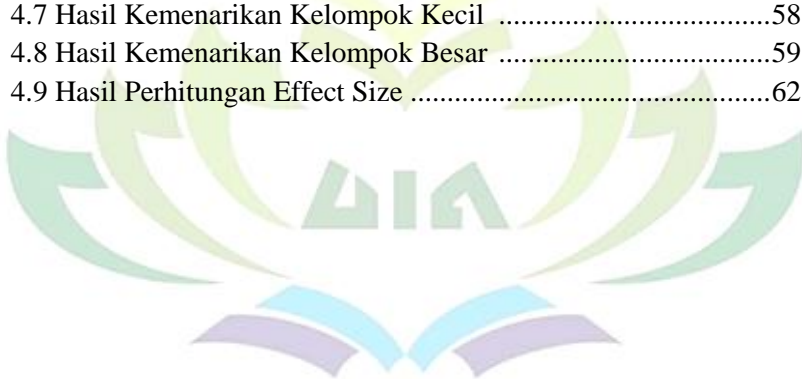 4.7 Hasil Kemenarikan Kelompok Kecil ..............................................58
4.8 Hasil Kemenarikan Kelompok Besar ..............................................59
4.9 Hasil Perhitungan Effect Size ............................................................62
UIN